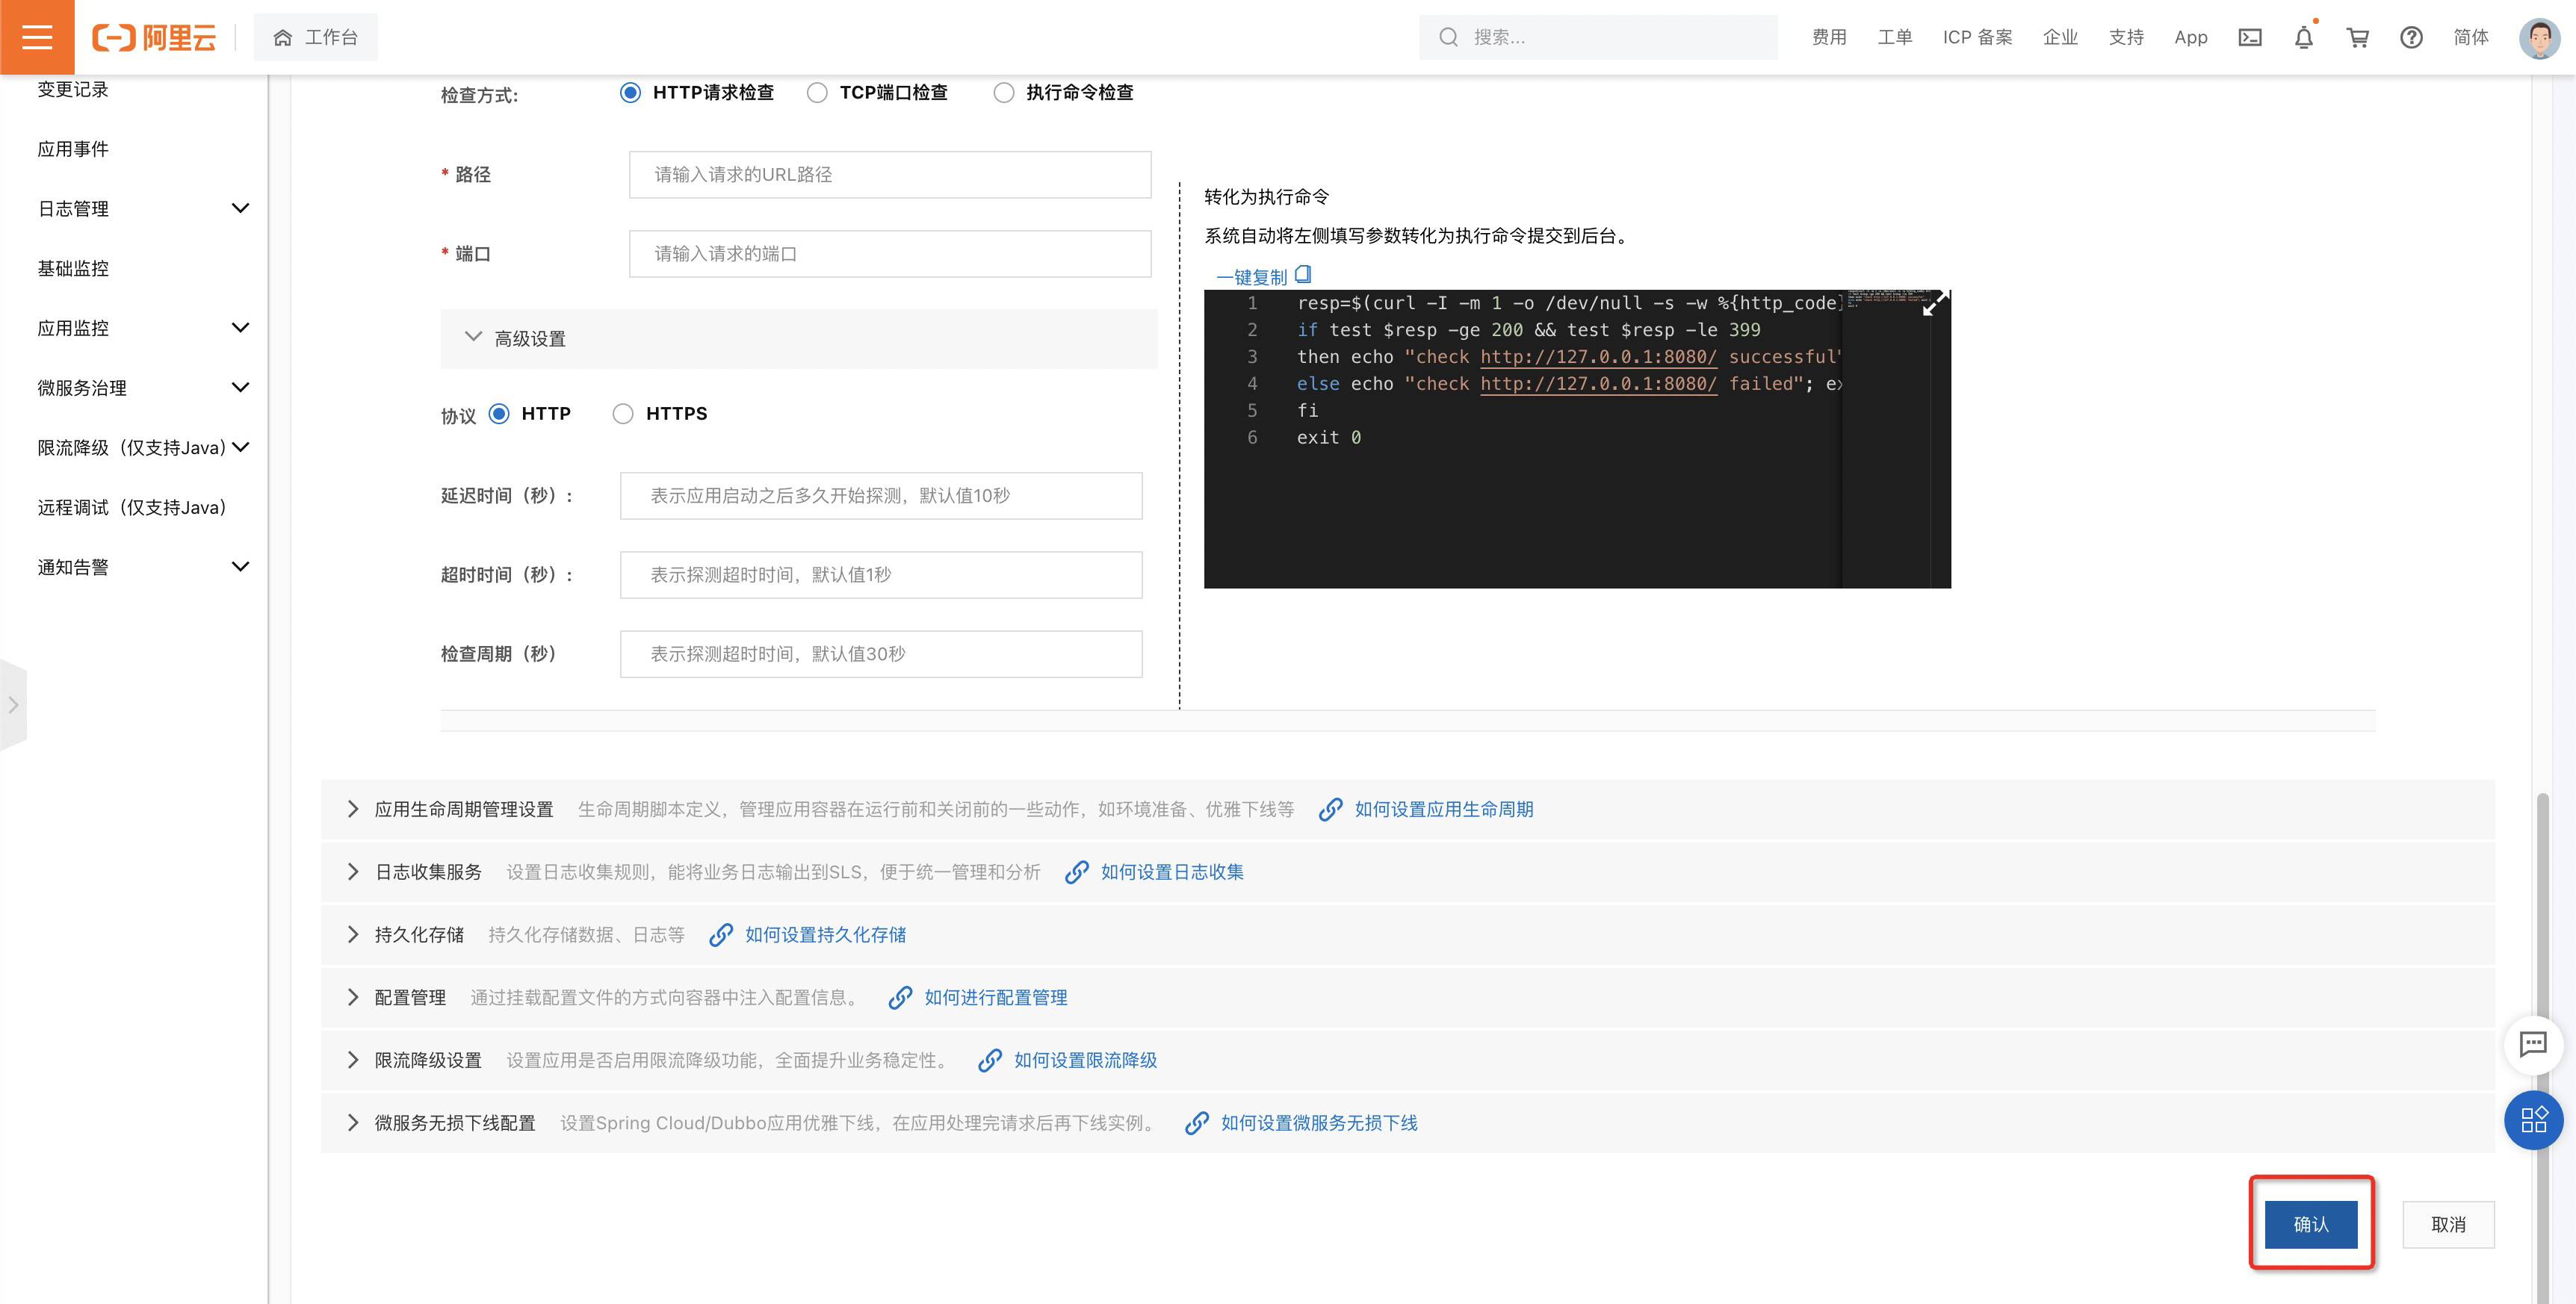 阿里云
工作台
搜索...
费用 工单 ICP 备案 企业 支持 App 简体
变更记录
应用事件
日志管理
基础监控
应用监控
微服务治理
限流降级（仅支持Java）
远程调试（仅支持Java）
通知告警
检查方式: HTTP请求检查 TCP端口检查 执行命令检查
* 路径 请输入请求的URL路径
* 端口 请输入请求的端口
高级设置
协议 HTTP HTTPS
延迟时间（秒）： 表示应用启动之后多久开始探测，默认值10秒
超时时间（秒）： 表示探测超时时间，默认值1秒
检查周期（秒） 表示探测超时时间，默认值30秒
转化为执行命令
系统自动将左侧填写参数转化为执行命令提交到后台。
一键复制
1 resp=$(curl -I -m 1 -o /dev/null -s -w %{http_code}
2 if test $resp -ge 200 && test $resp -le 399
3 then echo "check http://127.0.0.1:8080/ successful"
4 else echo "check http://127.0.0.1:8080/ failed"; ex
5 fi
6 exit 0
应用生命周期管理设置 生命周期脚本定义，管理应用容器在运行前和关闭前的一些动作，如环境准备、优雅下线等 如何设置应用生命周期
日志收集服务 设置日志收集规则，能将业务日志输出到SLS，便于统一管理和分析 如何设置日志收集
持久化存储 持久化存储数据、日志等 如何设置持久化存储
配置管理 通过挂载配置文件的方式向容器中注入配置信息。 如何进行配置管理
限流降级设置 设置应用是否启用限流降级功能，全面提升业务稳定性。 如何设置限流降级
微服务无损下线配置 设置Spring Cloud/Dubbo应用优雅下线，在应用处理完请求后再下线实例。 如何设置微服务无损下线
确认 取消